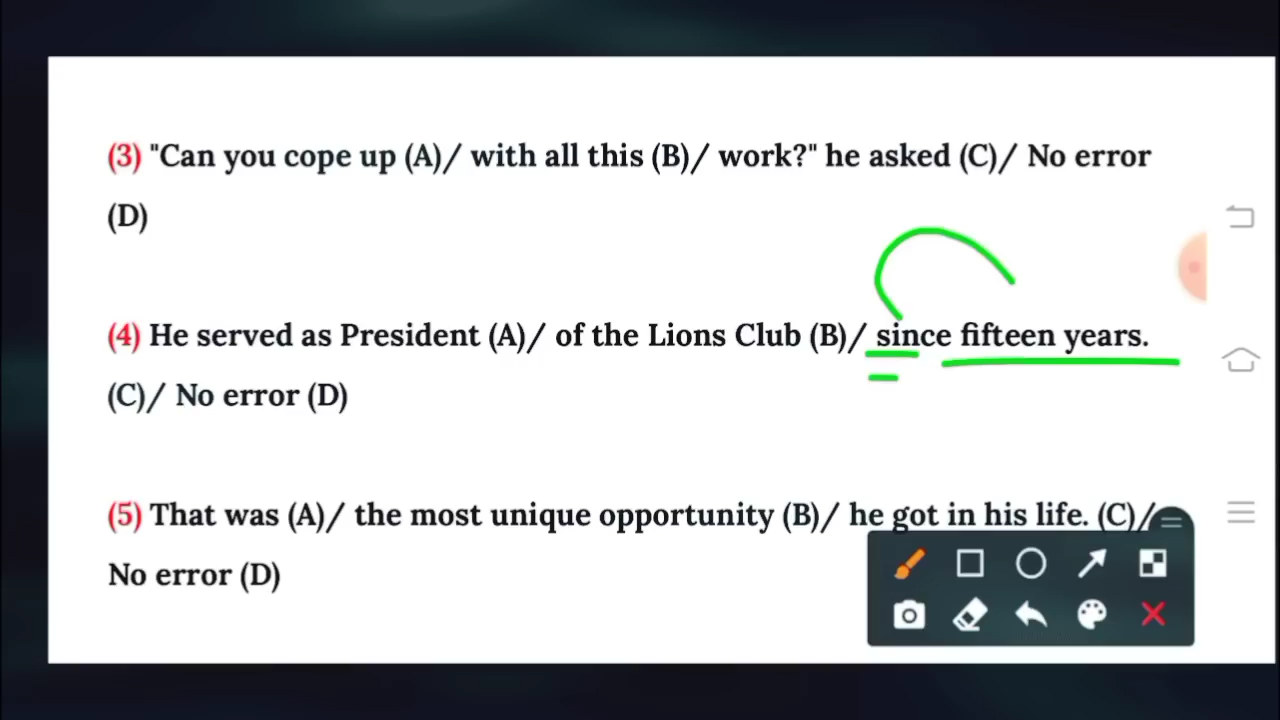 (3) "Can you cope up (A)/ with all this (B)/ work?" he asked (C)/ No error
(D)
(4) He served as President (A)/ of the Lions Club (B)/ since fifteen years.
(C)/ No error (D)
(5) That was (A)/ the most unique opportunity (B)/ he got in his life. (C)/
No error (D)